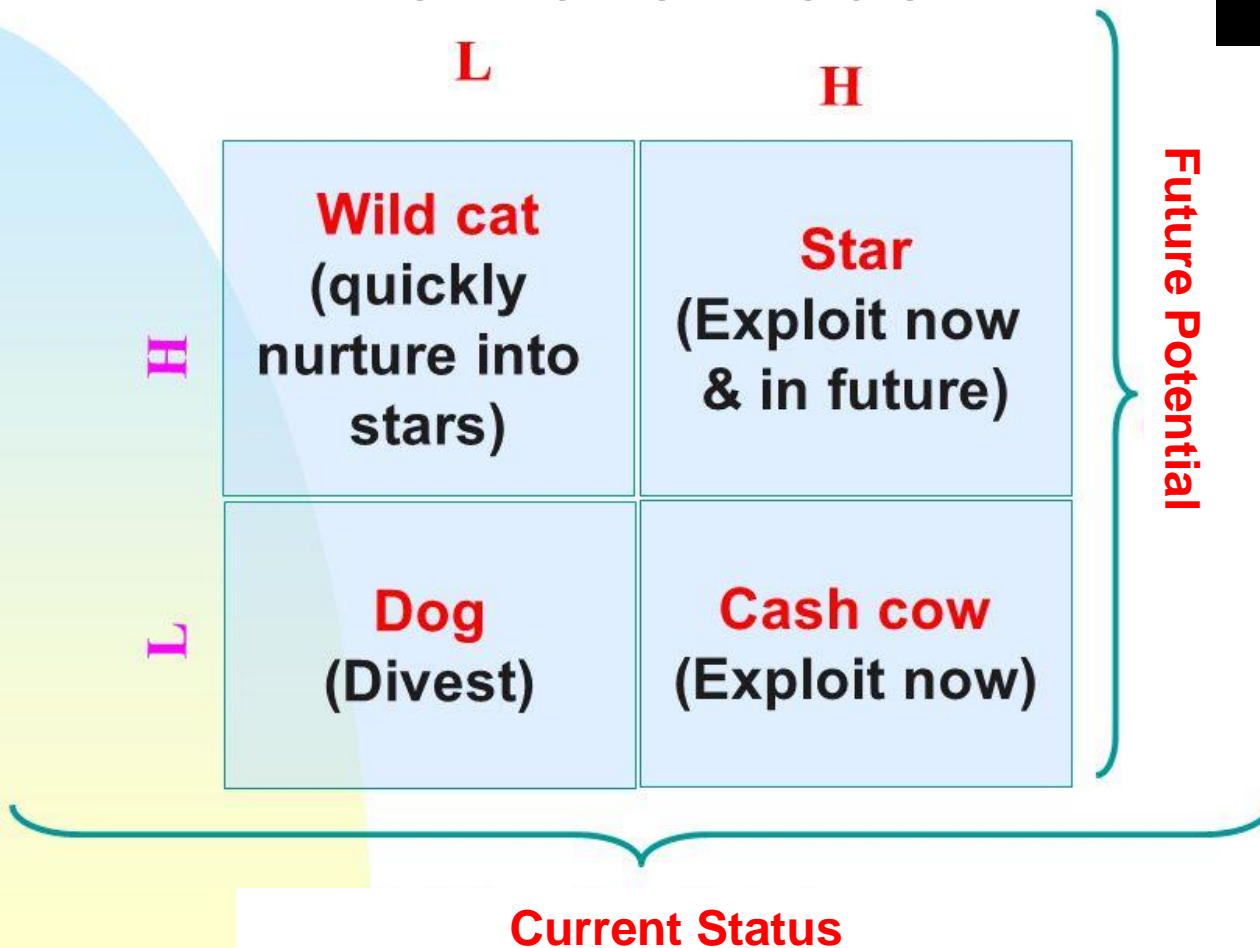 L
H
Wild cat
(quickly
nurture into
stars)
Star
(Exploit now
& in future)
H
Future Potential
Dog
(Divest)
Cash cow
(Exploit now)
L
Current Status